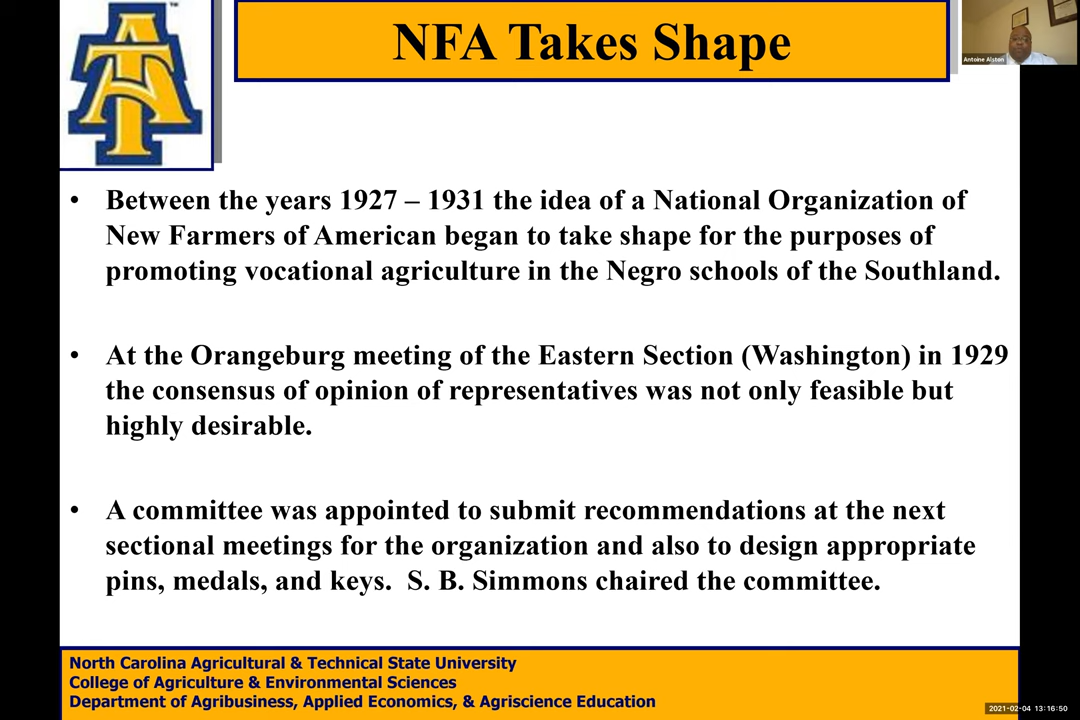 NFA Takes Shape
Antoine Alston
AT
TM
• Between the years 1927 – 1931 the idea of a National Organization of
New Farmers of American began to take shape for the purposes of
promoting vocational agriculture in the Negro schools of the Southland.
• At the Orangeburg meeting of the Eastern Section (Washington) in 1929
the consensus of opinion of representatives was not only feasible but
highly desirable.
• A committee was appointed to submit recommendations at the next
sectional meetings for the organization and also to design appropriate
pins, medals, and keys.  S. B. Simmons chaired the committee.
North Carolina Agricultural & Technical State University
College of Agriculture & Environmental Sciences
Department of Agribusiness, Applied Economics, & Agriscience Education
2021-02-04 13:16:50